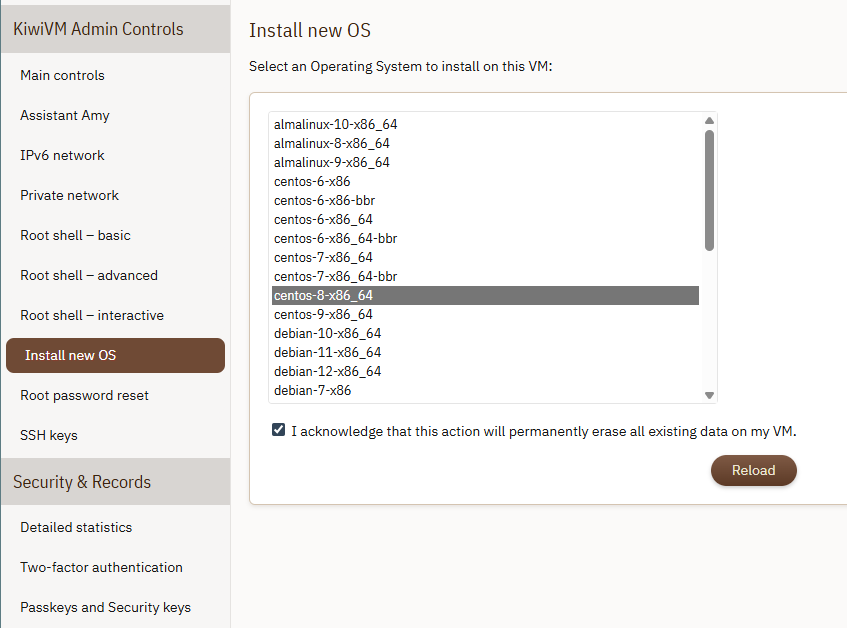 KiwiVM Admin Controls
Main controls
Assistant Amy
IPv6 network
Private network
Root shell – basic
Root shell – advanced
Root shell – interactive
Install new OS
Root password reset
SSH keys
Security & Records
Detailed statistics
Two-factor authentication
Passkeys and Security keys
Install new OS
Select an Operating System to install on this VM:
almalinux-10-x86_64
almalinux-8-x86_64
almalinux-9-x86_64
centos-6-x86
centos-6-x86-bbr
centos-6-x86_64
centos-6-x86_64-bbr
centos-7-x86_64
centos-7-x86_64-bbr
centos-8-x86_64
centos-9-x86_64
debian-10-x86_64
debian-11-x86_64
debian-12-x86_64
debian-7-x86
I acknowledge that this action will permanently erase all existing data on my VM.
Reload